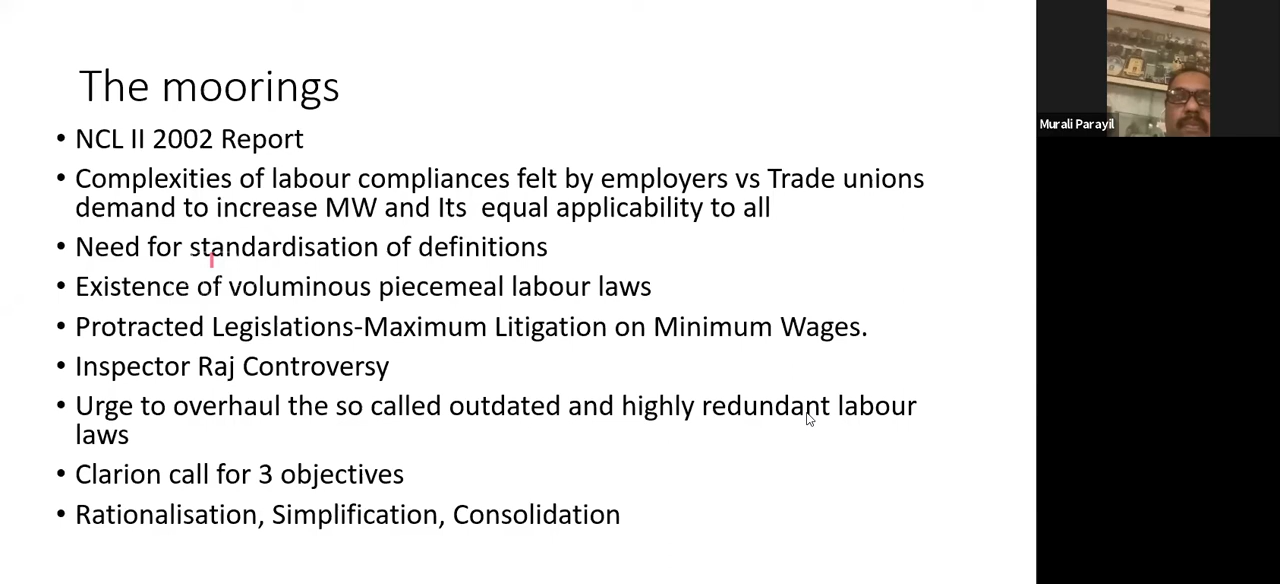 The moorings
• NCL II 2002 Report
• Complexities of labour compliances felt by employers vs Trade unions
demand to increase MW and Its  equal applicability to all
• Need for standardisation of definitions
• Existence of voluminous piecemeal labour laws
• Protracted Legislations-Maximum Litigation on Minimum Wages.
• Inspector Raj Controversy
• Urge to overhaul the so called outdated and highly redundant labour
laws
• Clarion call for 3 objectives
• Rationalisation, Simplification, Consolidation
Murali Parayil